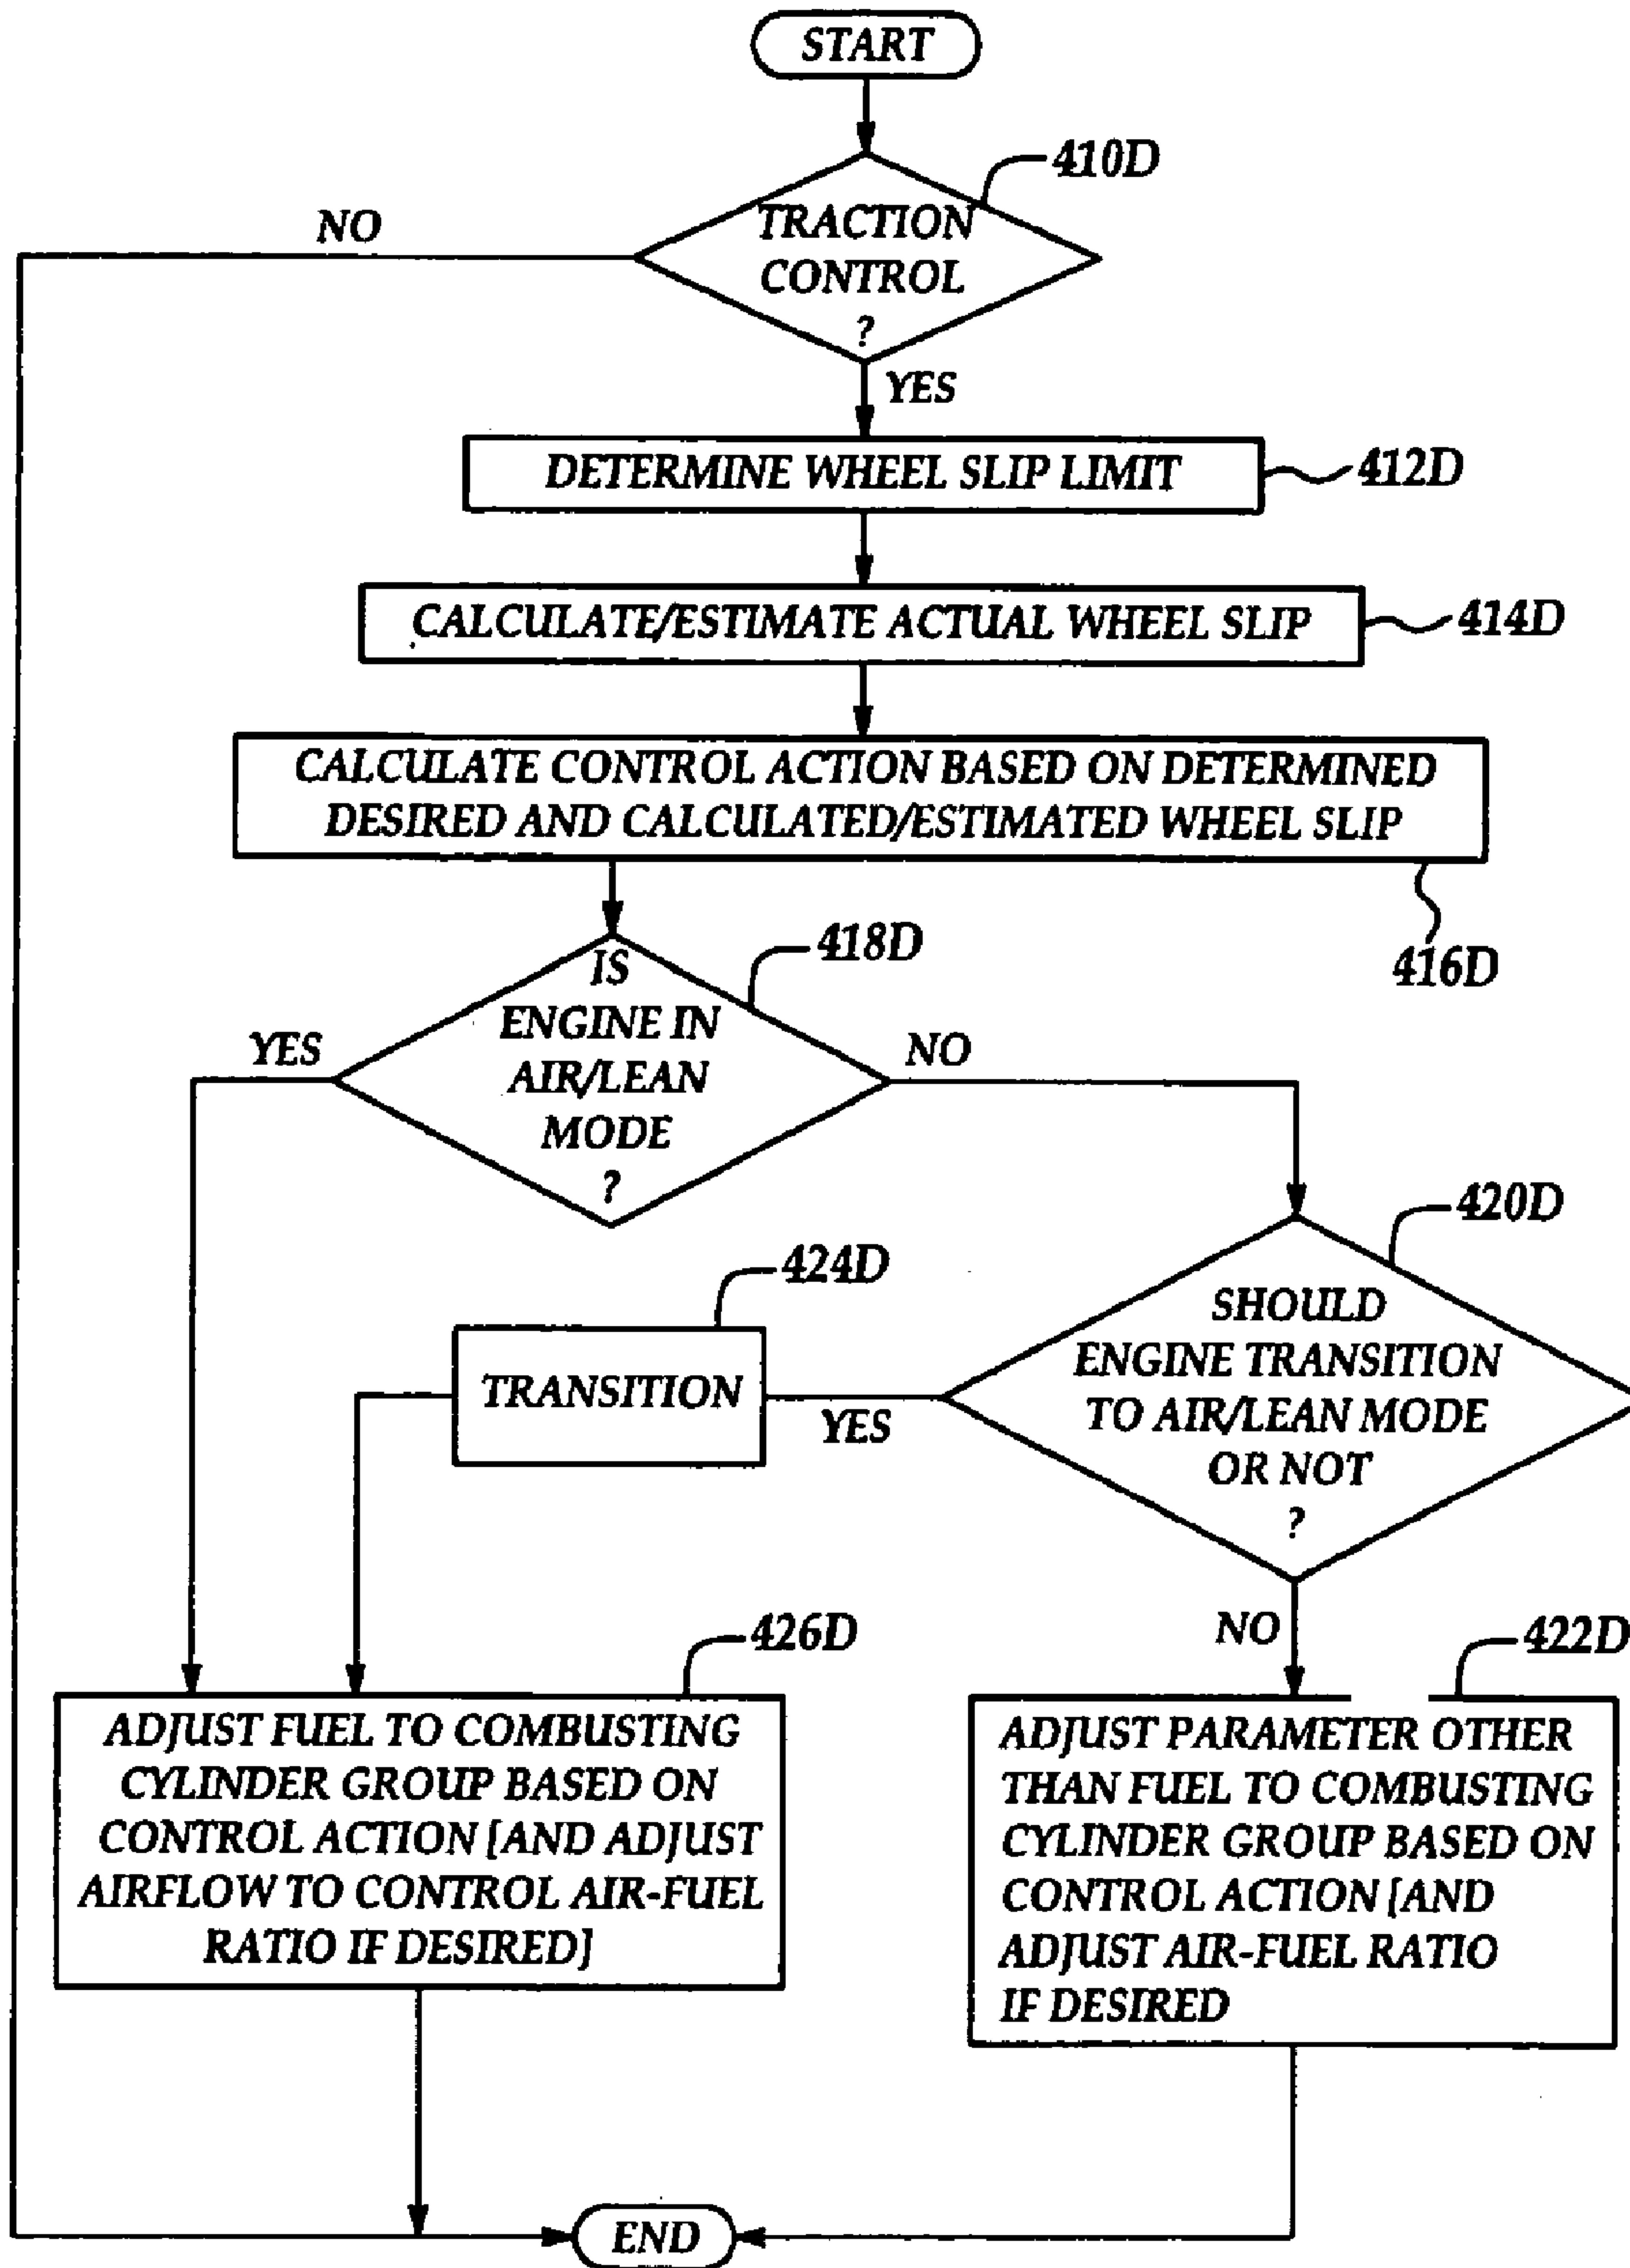 START
410D
NO
TRACTION
CONTROL
?
YES
DETERMINE WHEEL SLIP LIMIT
412D
CALCULATE/ESTIMATE ACTUAL WHEEL SLIP
414D
CALCULATE CONTROL ACTION BASED ON DETERMINED
DESIRED AND CALCULATED/ESTIMATED WHEEL SLIP
416D
418D
IS
ENGINE IN
AIR/LEAN
MODE
?
YES
NO
420D
SHOULD
ENGINE TRANSITION
TO AIR/LEAN MODE
OR NOT
?
424D
TRANSITION
YES
NO
426D
ADJUST FUEL TO COMBUSTING
CYLINDER GROUP BASED ON
CONTROL ACTION [AND ADJUST
AIRFLOW TO CONTROL AIR-FUEL
RATIO IF DESIRED]
422D
ADJUST PARAMETER OTHER
THAN FUEL TO COMBUSTING
CYLINDER GROUP BASED ON
CONTROL ACTION [AND
ADJUST AIR-FUEL RATIO
IF DESIRED
END